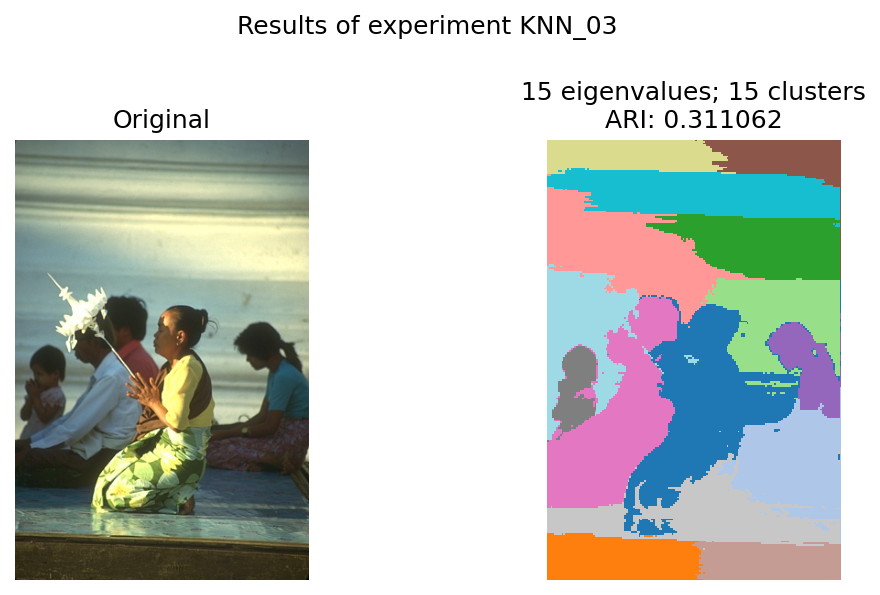 Results of experiment KNN_03
Original
15 eigenvalues; 15 clusters
ARI: 0.311062